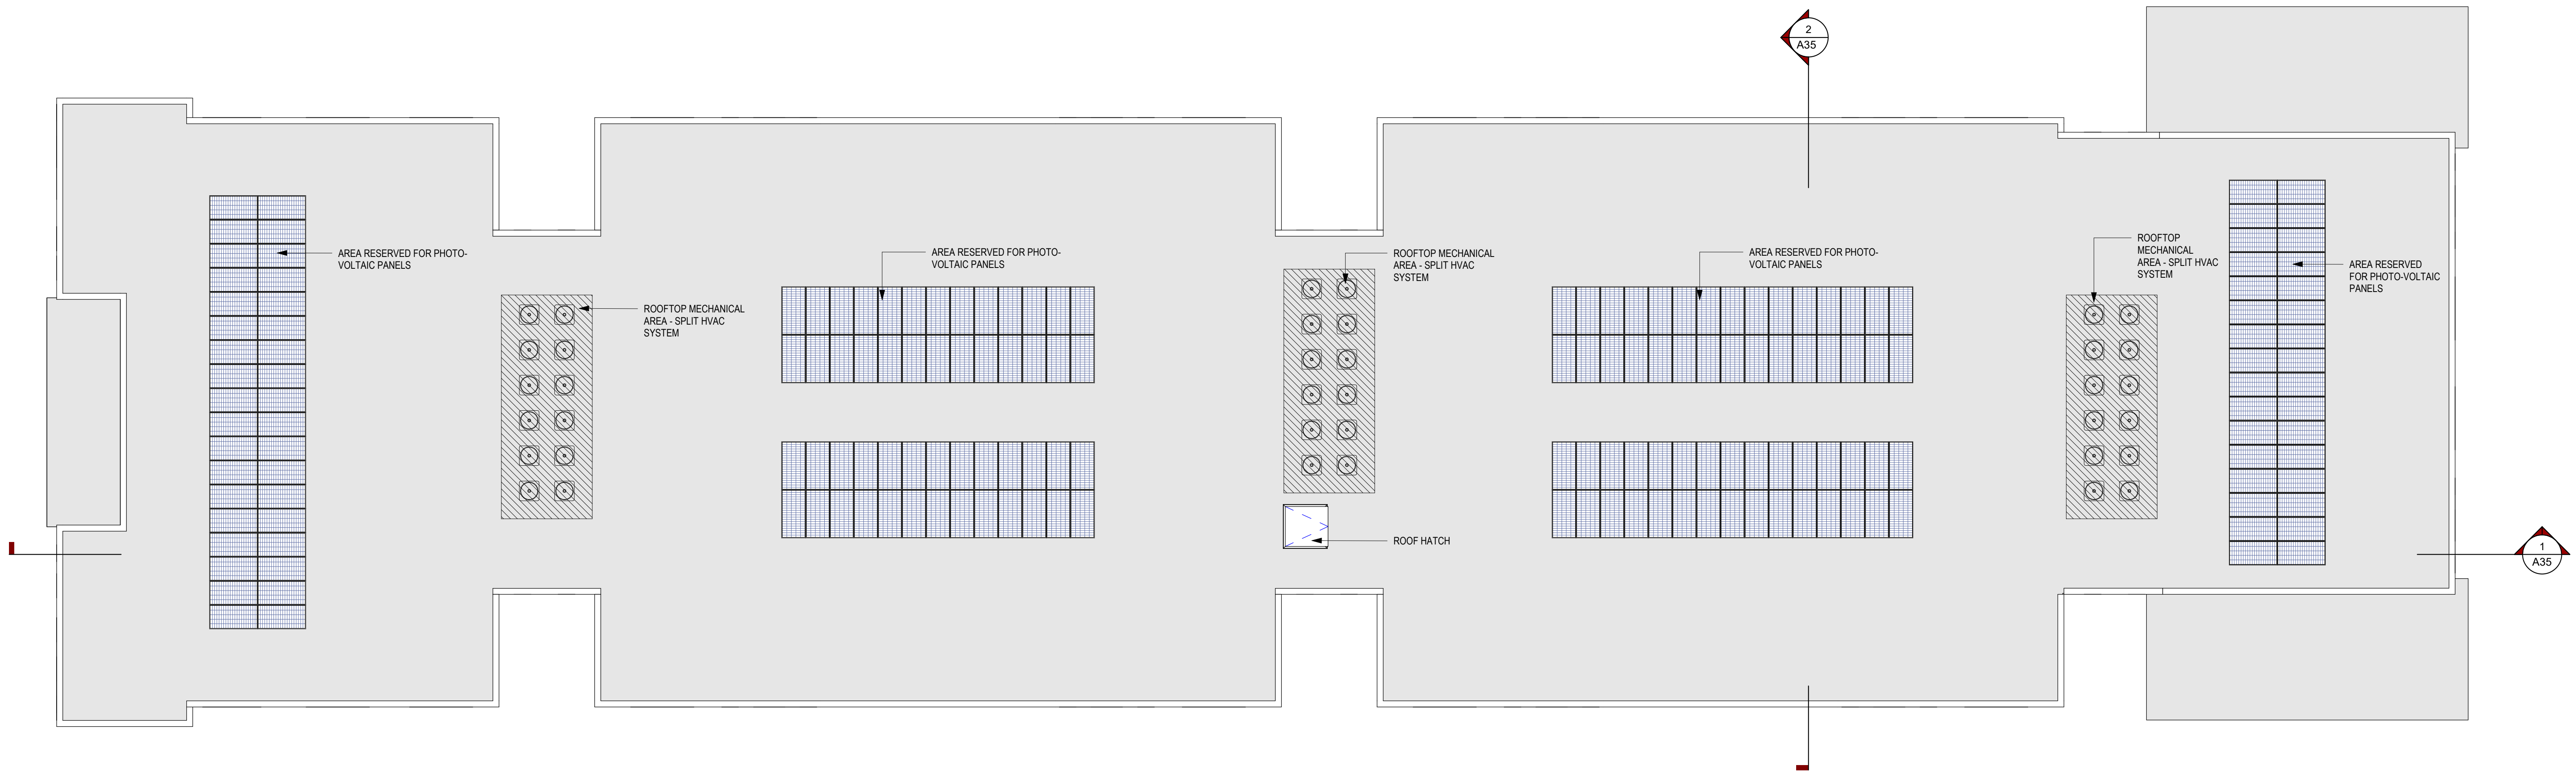 2
A35
AREA RESERVED FOR PHOTO-
VOLTAIC PANELS
ROOFTOP MECHANICAL
AREA - SPLIT HVAC
SYSTEM
AREA RESERVED FOR PHOTO-
VOLTAIC PANELS
ROOFTOP MECHANICAL
AREA - SPLIT HVAC
SYSTEM
ROOF HATCH
AREA RESERVED FOR PHOTO-
VOLTAIC PANELS
ROOFTOP
MECHANICAL
AREA - SPLIT HVAC
SYSTEM
AREA RESERVED
FOR PHOTO-VOLTAIC
PANELS
1
A35